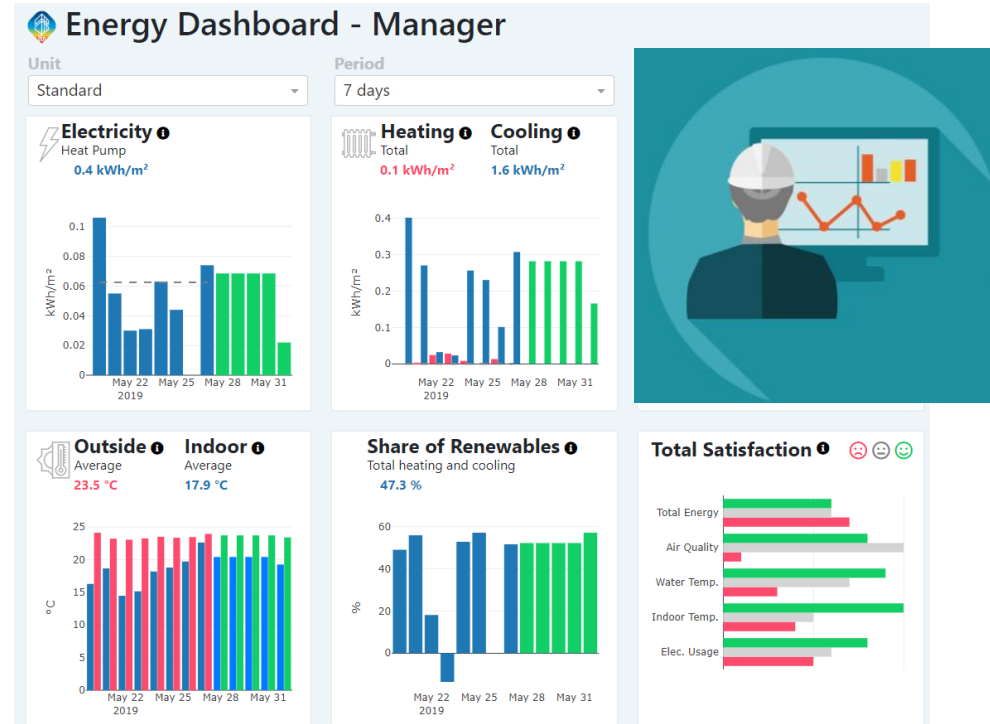 Energy Dashboard - Manager
Unit
Period
Standard
7 days
Electricity
Heat Pump
0.4 kWh/m²
0.1
0.08
0.06
0.04
0.02
0
kWh/m²
May 22
2019
May 25
May 28
May 31
Heating
Total
0.1 kWh/m²
Cooling
Total
1.6 kWh/m²
0.4
0.3
0.2
0.1
0
kWh/m²
May 22
2019
May 25
May 28
May 31
Outside
Average
23.5 °C
Indoor
Average
17.9 °C
25
20
15
10
5
0
°C
May 22
2019
May 25
May 28
May 31
Share of Renewables
Total heating and cooling
47.3 %
60
40
20
0
%
May 22
2019
May 25
May 28
May 31
Total Satisfaction
Total Energy
Air Quality
Water Temp.
Indoor Temp.
Elec. Usage